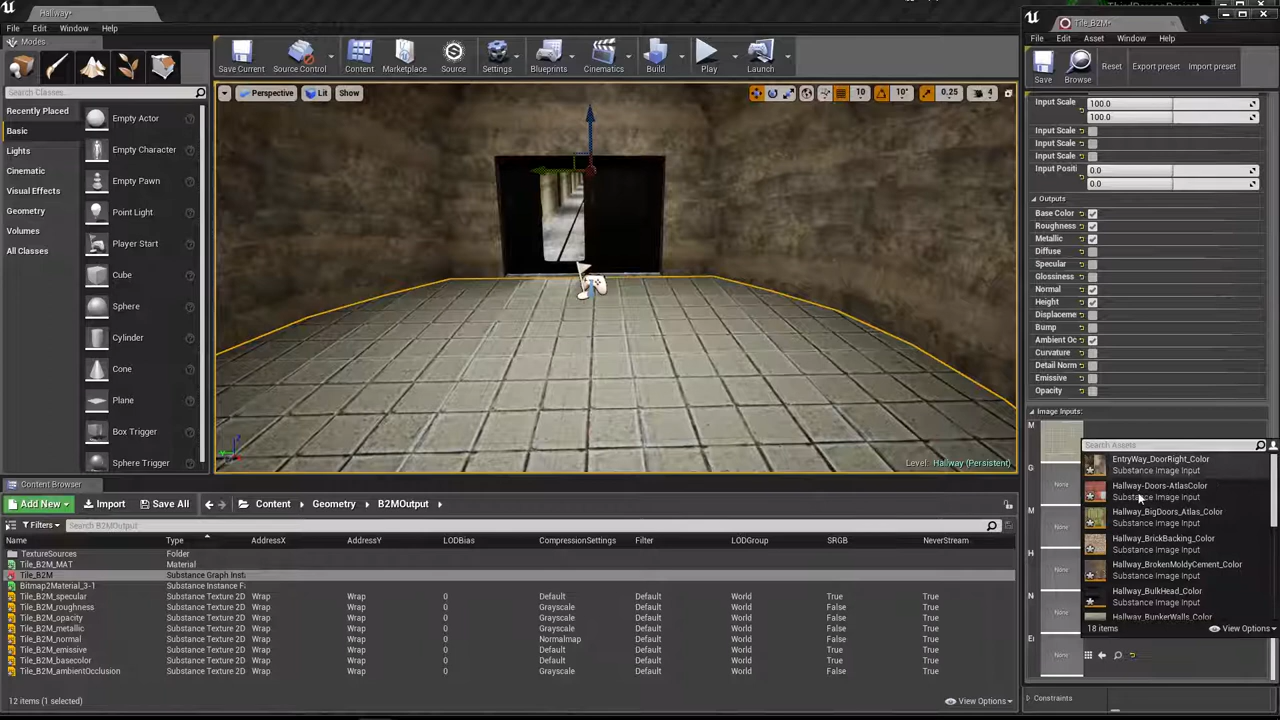 Hallway*
File Edit Window Help
Modes
Search Classes...
Recently Placed
Basic
Lights
Cinematic
Visual Effects
Geometry
Volumes
All Classes
Empty Actor
Empty Character
Empty Pawn
Point Light
Player Start
Cube
Sphere
Cylinder
Cone
Plane
Box Trigger
Sphere Trigger
Save Current Source Control Content Marketplace Source Settings Blueprints Cinematics Build Play Launch
Perspective Lit Show 10 10° 0.25 4
Level: Hallway (Persistent)
Content Browser
Add New Import Save All Content Geometry B2MOutput
Filters Search B2MOutput
Name Type AddressX AddressY LODBias CompressionSettings Filter LODGroup SRGB NeverStream
TextureSources Folder
Tile_B2M_MAT Material
Tile_B2M Substance Graph Inst
Bitmap2Material_3-1 Substance Instance F
Tile_B2M_specular Substance Texture 2D Wrap Wrap 0 Default Default World True True
Tile_B2M_roughness Substance Texture 2D Wrap Wrap 0 Grayscale Default World False True
Tile_B2M_opacity Substance Texture 2D Wrap Wrap 0 Grayscale Default World False True
Tile_B2M_metallic Substance Texture 2D Wrap Wrap 0 Grayscale Default World False True
Tile_B2M_normal Substance Texture 2D Wrap Wrap 0 Normalmap Default World False True
Tile_B2M_emissive Substance Texture 2D Wrap Wrap 0 Default Default World True True
Tile_B2M_basecolor Substance Texture 2D Wrap Wrap 0 Default Default World True True
Tile_B2M_ambientOcclusion Substance Texture 2D Wrap Wrap 0 Grayscale Default World False True
12 items (1 selected) View Options
Tile_B2M*
File Edit Asset Window Help
Save Browse Reset Export preset Import preset
Input Scale 100.0
100.0
Input Scale
Input Scale
Input Scale
Input Positi 0.0
0.0
Outputs
Base Color
Roughness
Metallic
Diffuse
Specular
Glossiness
Normal
Height
Displaceme
Bump
Ambient Oc
Curvature
Detail Norm
Emissive
Opacity
Image Inputs:
M
G None
M None
H None
N None
Er None
Search Assets
EntryWay_DoorRight_Color
Substance Image Input
Hallway-Doors-AtlasColor
Substance Image Input
Hallway_BigDoors_Atlas_Color
Substance Image Input
Hallway_BrickBacking_Color
Substance Image Input
Hallway_BrokenMoldyCement_Color
Substance Image Input
Hallway_BulkHead_Color
Substance Image Input
Hallway_BunkerWalls_Color
18 items View Options
Constraints